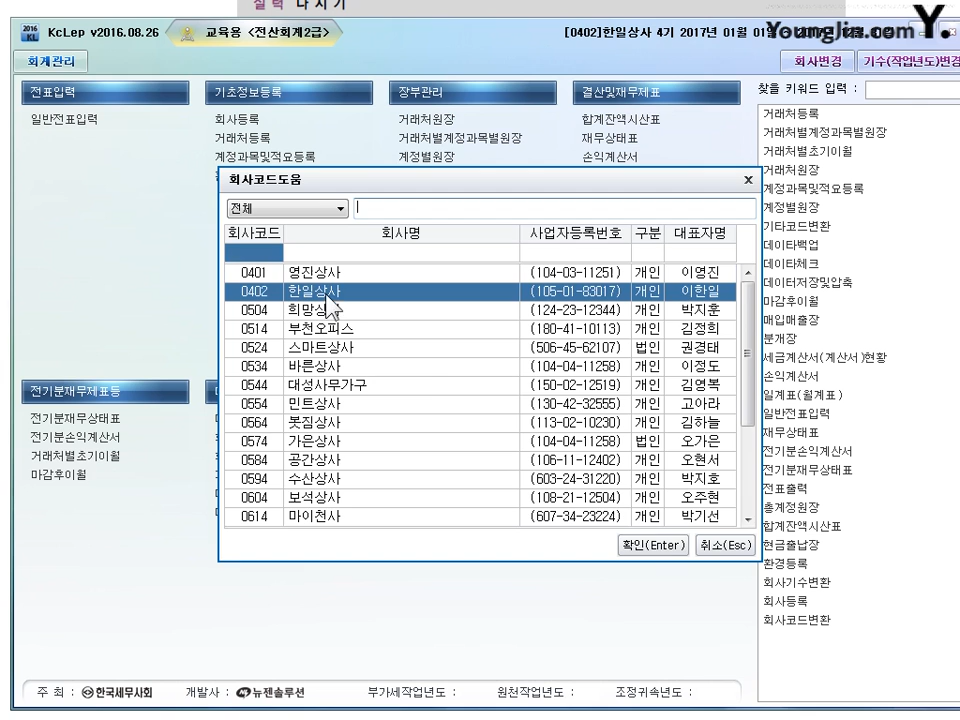 실력 다지기
KcLep v2016.08.26
교육용 <전산회계2급>
[0402]한일상사 4기 2017년 01월 01일
YoungJin.com Y.
회계관리
회사변경
기수(작업년도)변경
전표입력
기초정보등록
장부관리
결산및재무제표
찾을 키워드 입력 :
일반전표입력
회사등록
거래처원장
합계잔액시산표
거래처등록
거래처별계정과목별원장
재무상태표
계정과목및적요등록
계정별원장
손익계산서
회사코드도움
전체
회사코드 회사명 사업자등록번호 구분 대표자명
0401 영진상사 (104-03-11251) 개인 이영진
0402 한일상사 (105-01-83017) 개인 이한일
0504 희망상 (124-23-12344) 개인 박지훈
0514 부천오피스 (180-41-10113) 개인 김정희
0524 스마트상사 (506-45-62107) 법인 권경태
0534 바른상사 (104-04-11258) 개인 이정도
0544 대성사무가구 (150-02-12519) 개인 김영복
0554 민트상사 (130-42-32555) 개인 고아라
0564 봇짐상사 (113-02-10230) 개인 김하늘
0574 가은상사 (104-04-11258) 법인 오가은
0584 공간상사 (106-11-12402) 개인 오현서
0594 수산상사 (603-24-31220) 개인 박지호
0604 보석상사 (108-21-12504) 개인 오주현
0614 마이천사 (607-34-23224) 개인 박기선
확인(Enter)
취소(Esc)
전기분재무제표등
전기분재무상태표
전기분손익계산서
거래처별초기이월
마감후이월
거래처등록
거래처별계정과목별원장
거래처별초기이월
거래처원장
계정과목및적요등록
계정별원장
기타코드변환
데이타백업
데이타체크
데이터저장및압축
마감후이월
매입매출장
분개장
세금계산서(계산서)현황
손익계산서
일계표(월계표)
일반전표입력
재무상태표
전기분손익계산서
전기분재무상태표
전표출력
총계정원장
합계잔액시산표
현금출납장
환경등록
회사기수변환
회사등록
회사코드변환
주 최 : 한국세무사회
개발사 : 뉴젠솔루션
부가세작업년도 :
원천작업년도 :
조정귀속년도 :